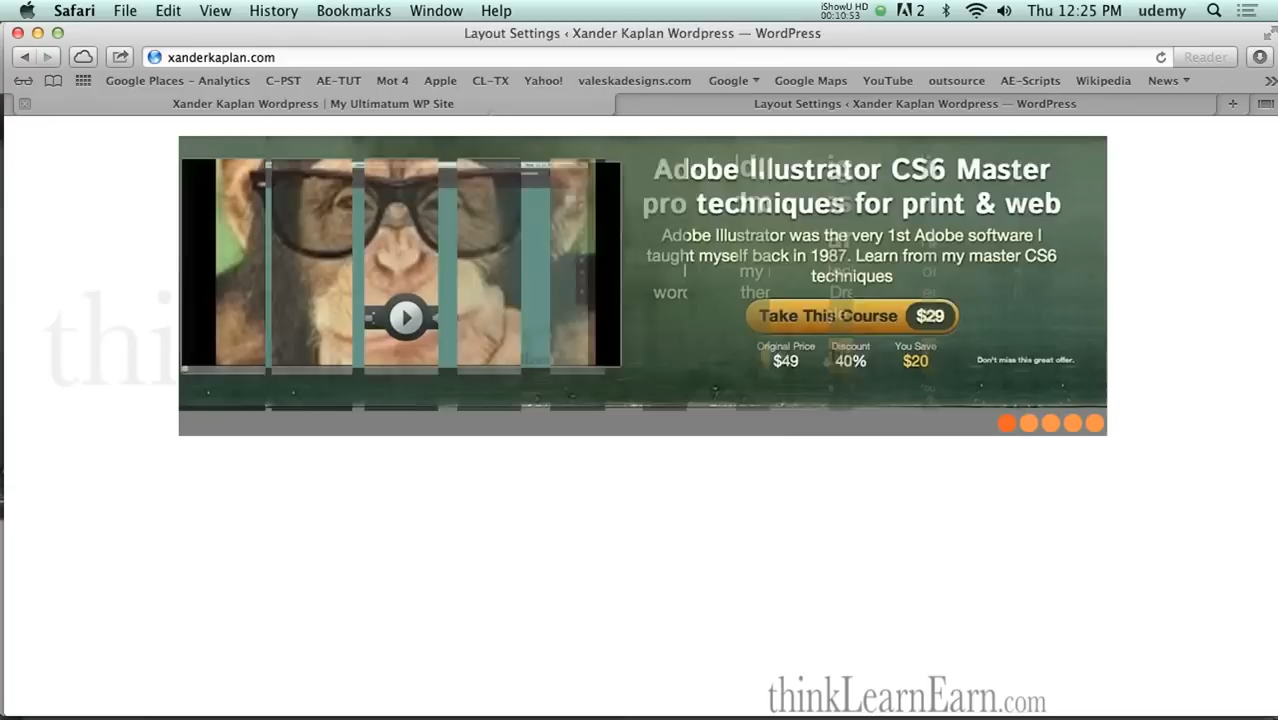 Safari File Edit View History Bookmarks Window Help
iShowU HD
00:10:53
2
Thu 12:25 PM udemy
Layout Settings ‹ Xander Kaplan Wordpress — WordPress
xanderkaplan.com
Reader
Google Places - Analytics C-PST AE-TUT Mot 4 Apple CL-TX Yahoo! valeskadesigns.com Google Google Maps YouTube outsource AE-Scripts Wikipedia News
Xander Kaplan Wordpress | My Ultimatum WP Site
Layout Settings ‹ Xander Kaplan Wordpress — WordPress
Adobe Illustrator CS6 Master
pro techniques for print & web
Adobe Illustrator was the very 1st Adobe software I
taught myself back in 1987. Learn from my master CS6
techniques
Take This Course $29
Original Price Discount You Save
$49 40% $20
Don't miss this great offer.
thi
thinkLearnEarn.com